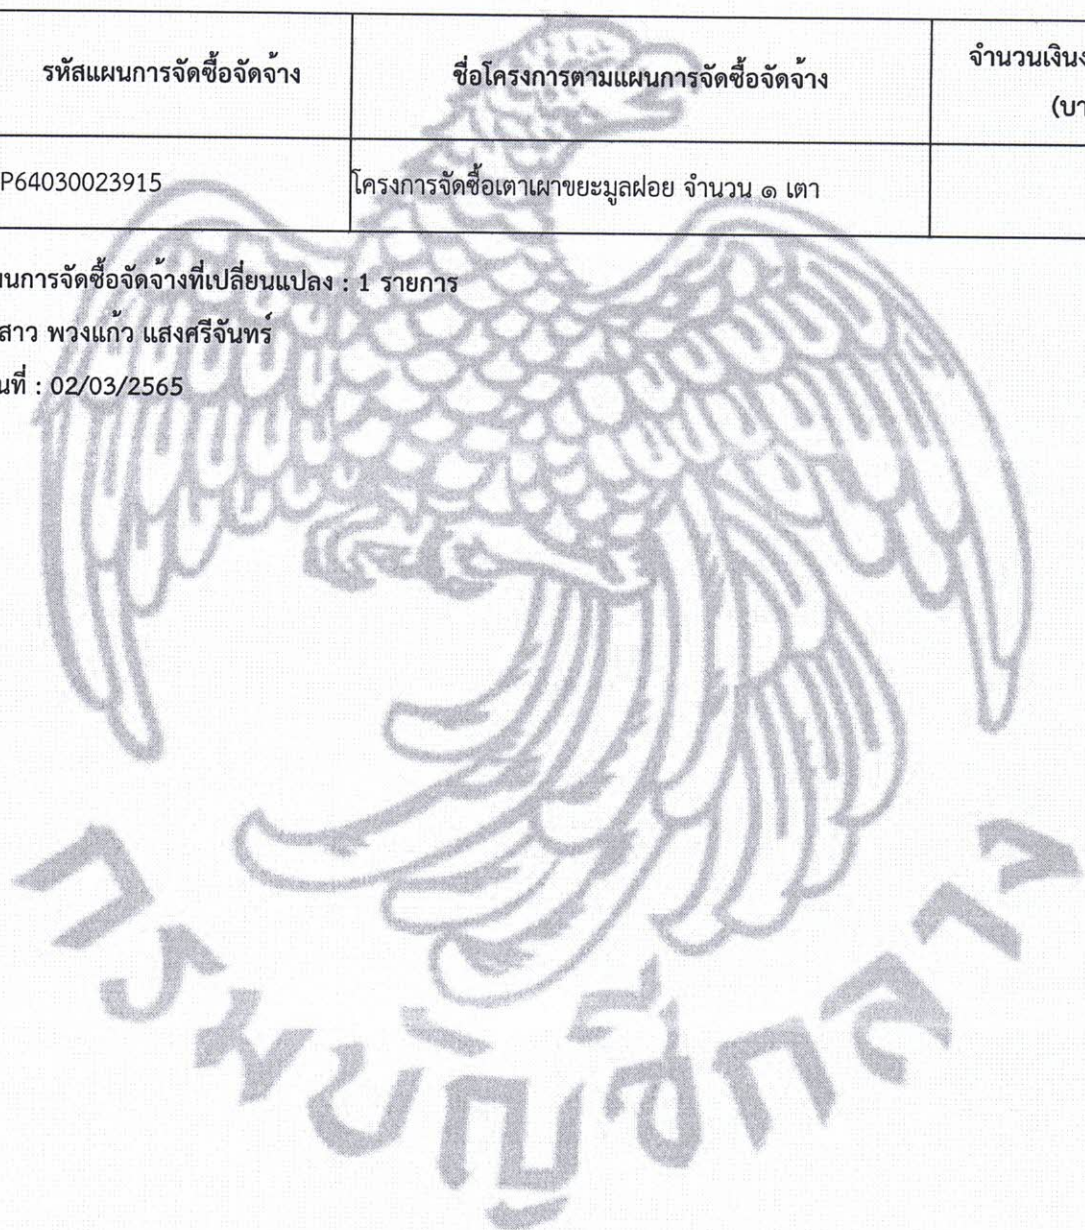 รหัสแผนการจัดซื้อจัดจ้าง ชื่อโครงการตามแผนการจัดซื้อจัดจ้าง จำนวนเงินง
(บา
P64030023915 โครงการจัดซื้อเตาเผาขยะมูลฝอย จำนวน ๑ เตา
นการจัดซื้อจัดจ้างที่เปลี่ยนแปลง : 1 รายการ
สาว พวงแก้ว แสงศรีจันทร์
นที่ : 02/03/2565
กรมบัญชีกลาง